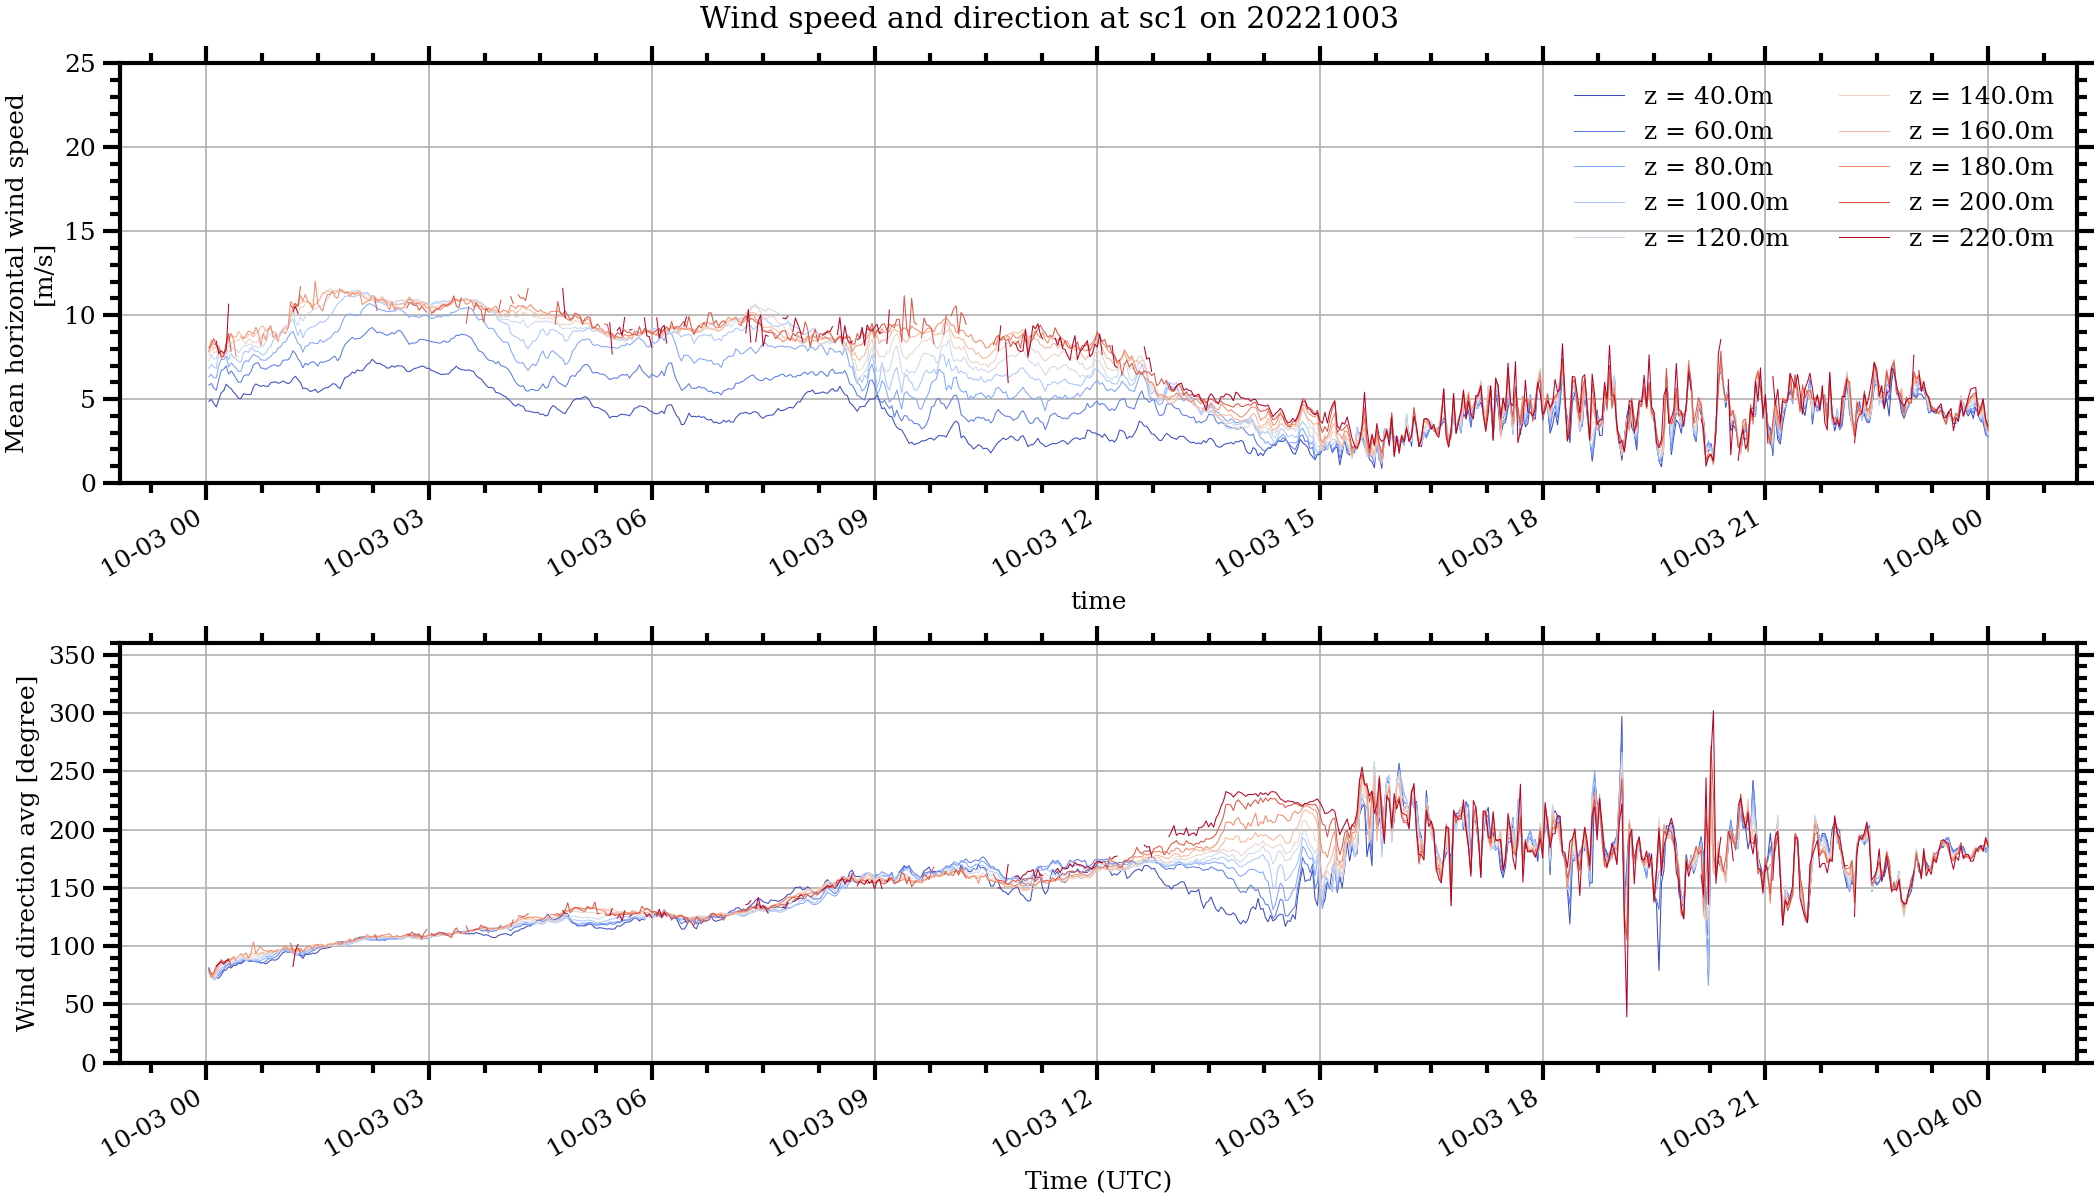 Wind speed and direction at sc1 on 20221003
Mean horizontal wind speed
[m/s]
25
20
15
10
5
0
z = 40.0m
z = 60.0m
z = 80.0m
z = 100.0m
z = 120.0m
z = 140.0m
z = 160.0m
z = 180.0m
z = 200.0m
z = 220.0m
10-03 00
10-03 03
10-03 06
10-03 09
10-03 12
10-03 15
10-03 18
10-03 21
10-04 00
time
Wind direction avg [degree]
350
300
250
200
150
100
50
0
10-03 00
10-03 03
10-03 06
10-03 09
10-03 12
10-03 15
10-03 18
10-03 21
10-04 00
Time (UTC)